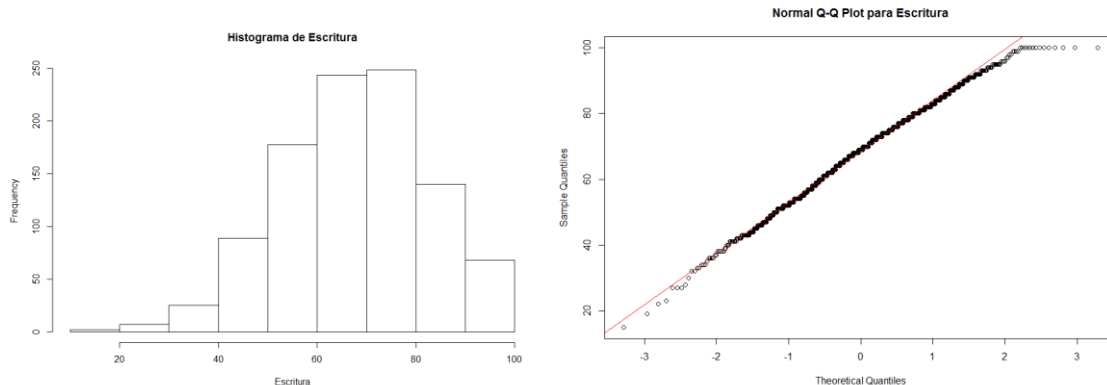 Histograma de Escritura
Frequency
250
200
150
100
50
0
20 40 60 80 100
Escritura
Normal Q-Q Plot para Escritura
Sample Quantiles
100
80
60
40
20
-3 -2 -1 0 1 2 3
Theoretical Quantiles